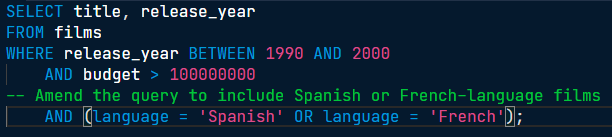 SELECT title, release_year
FROM films
WHERE release_year BETWEEN 1990 AND 2000
    AND budget > 100000000
-- Amend the query to include Spanish or French-language films
    AND (language = 'Spanish' OR language = 'French');